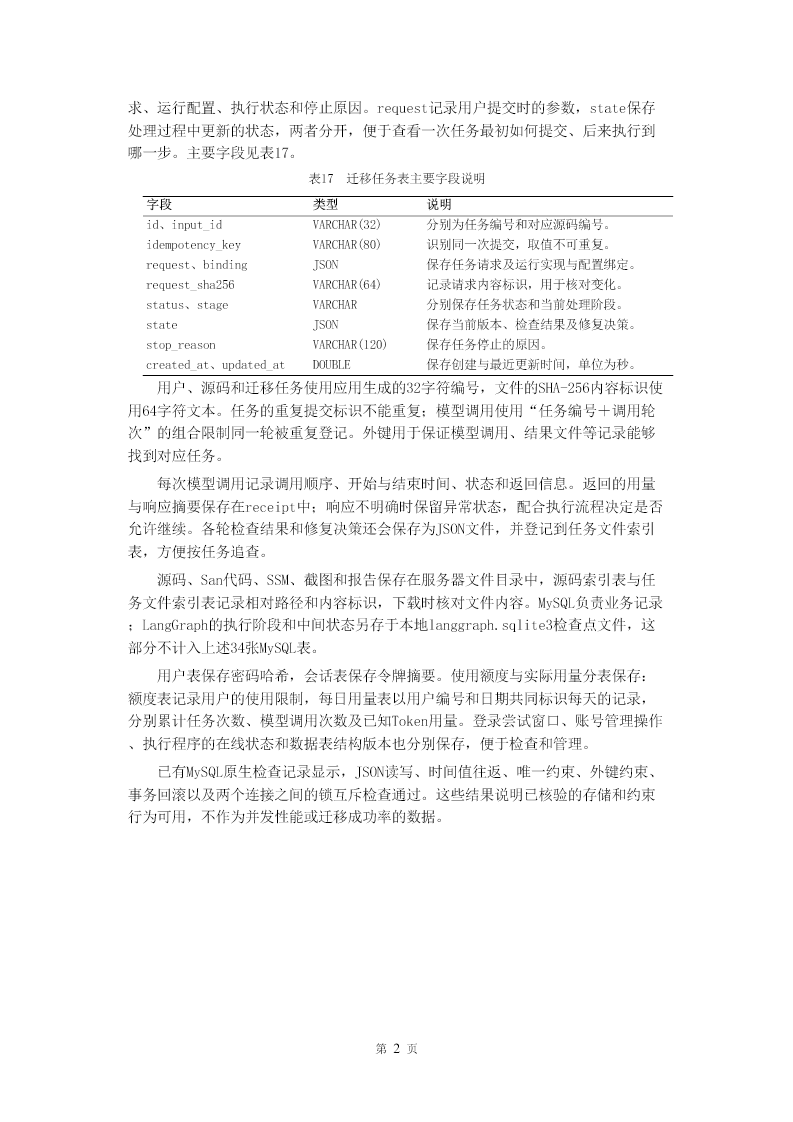 求、运行配置、执行状态和停止原因。request记录用户提交时的参数，state保存
处理过程中更新的状态，两者分开，便于查看一次任务最初如何提交、后来执行到
哪一步。主要字段见表17。
表17 迁移任务表主要字段说明
字段 类型 说明
id、input_id VARCHAR(32) 分别为任务编号和对应源码编号。
idempotency_key VARCHAR(80) 识别同一次提交，取值不可重复。
request、binding JSON 保存任务请求及运行实现与配置绑定。
request_sha256 VARCHAR(64) 记录请求内容标识，用于核对变化。
status、stage VARCHAR 分别保存任务状态和当前处理阶段。
state JSON 保存当前版本、检查结果及修复决策。
stop_reason VARCHAR(120) 保存任务停止的原因。
created_at、updated_at DOUBLE 保存创建与最近更新时间，单位为秒。
用户、源码和迁移任务使用应用生成的32字符编号，文件的SHA-256内容标识使
用64字符文本。任务的重复提交标识不能重复；模型调用使用“任务编号＋调用轮
次”的组合限制同一轮被重复登记。外键用于保证模型调用、结果文件等记录能够
找到对应任务。
每次模型调用记录调用顺序、开始与结束时间、状态和返回信息。返回的用量
与响应摘要保存在receipt中；响应不明确时保留异常状态，配合执行流程决定是否
允许继续。各轮检查结果和修复决策还会保存为JSON文件，并登记到任务文件索引
表，方便按任务追查。
源码、San代码、SSM、截图和报告保存在服务器文件目录中，源码索引表与任
务文件索引表记录相对路径和内容标识，下载时核对文件内容。MySQL负责业务记录
；LangGraph的执行阶段和中间状态另存于本地langgraph.sqlite3检查点文件，这
部分不计入上述34张MySQL表。
用户表保存密码哈希，会话表保存令牌摘要。使用额度与实际用量分表保存：
额度表记录用户的使用限制，每日用量表以用户编号和日期共同标识每天的记录，
分别累计任务次数、模型调用次数及已知Token用量。登录尝试窗口、账号管理操作
、执行程序的在线状态和数据表结构版本也分别保存，便于检查和管理。
已有MySQL原生检查记录显示，JSON读写、时间值往返、唯一约束、外键约束、
事务回滚以及两个连接之间的锁互斥检查通过。这些结果说明已核验的存储和约束
行为可用，不作为并发性能或迁移成功率的数据。
第 2 页